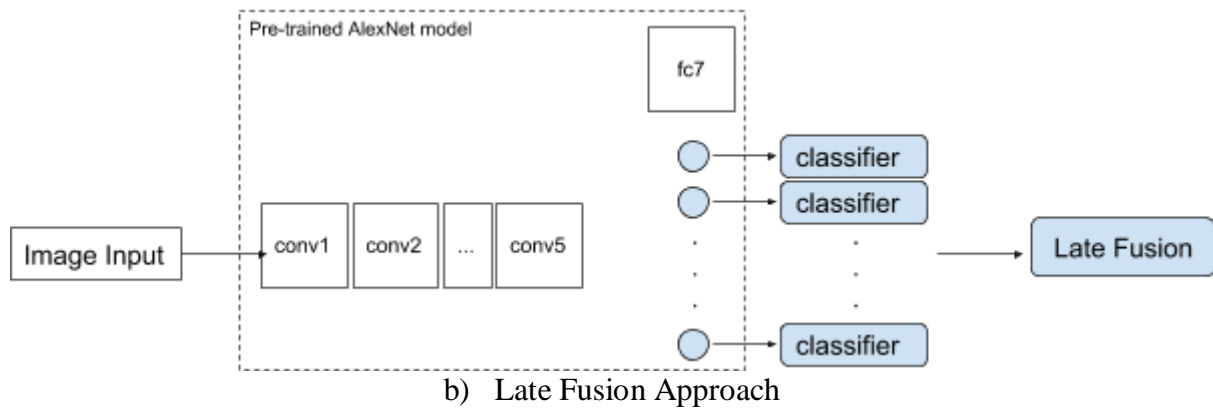 Pre-trained AlexNet model
fc7
classifier
classifier
Image Input
conv1
conv2
...
conv5
.
.
.
.
.
.
Late Fusion
classifier
b) Late Fusion Approach